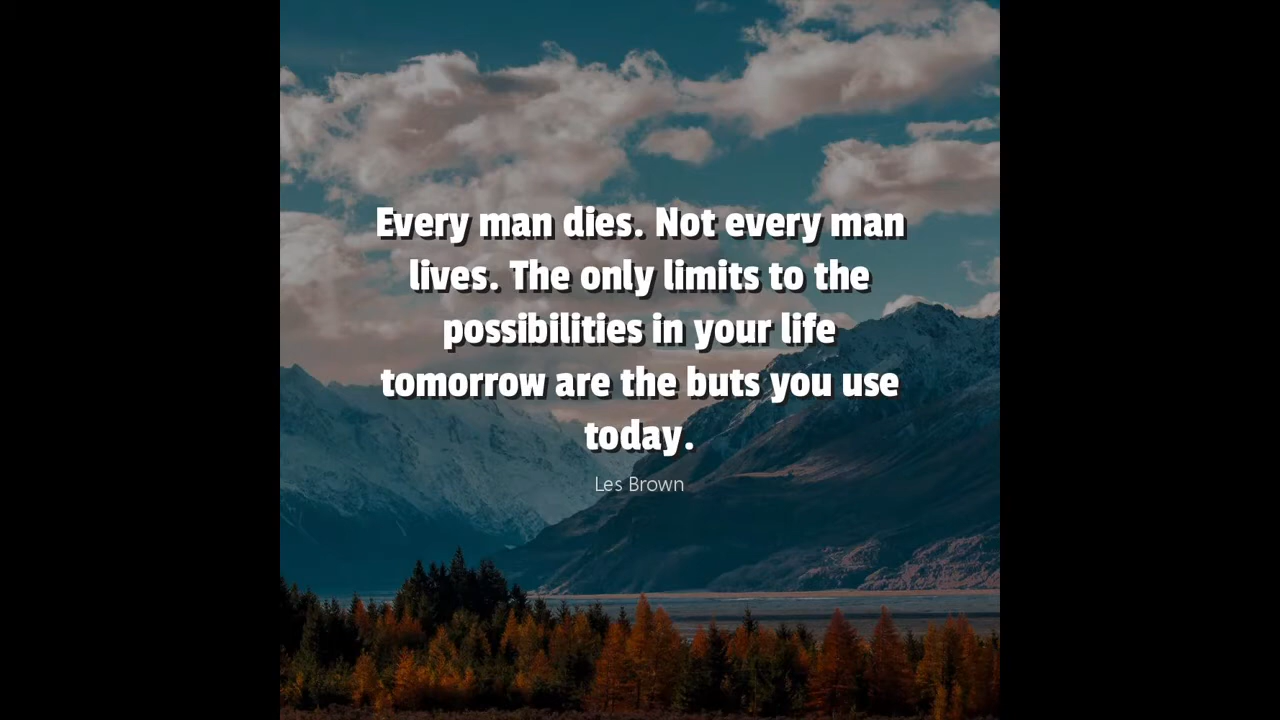 Every man dies. Not every man
lives. The only limits to the
possibilities in your life
tomorrow are the buts you use
today.
Les Brown